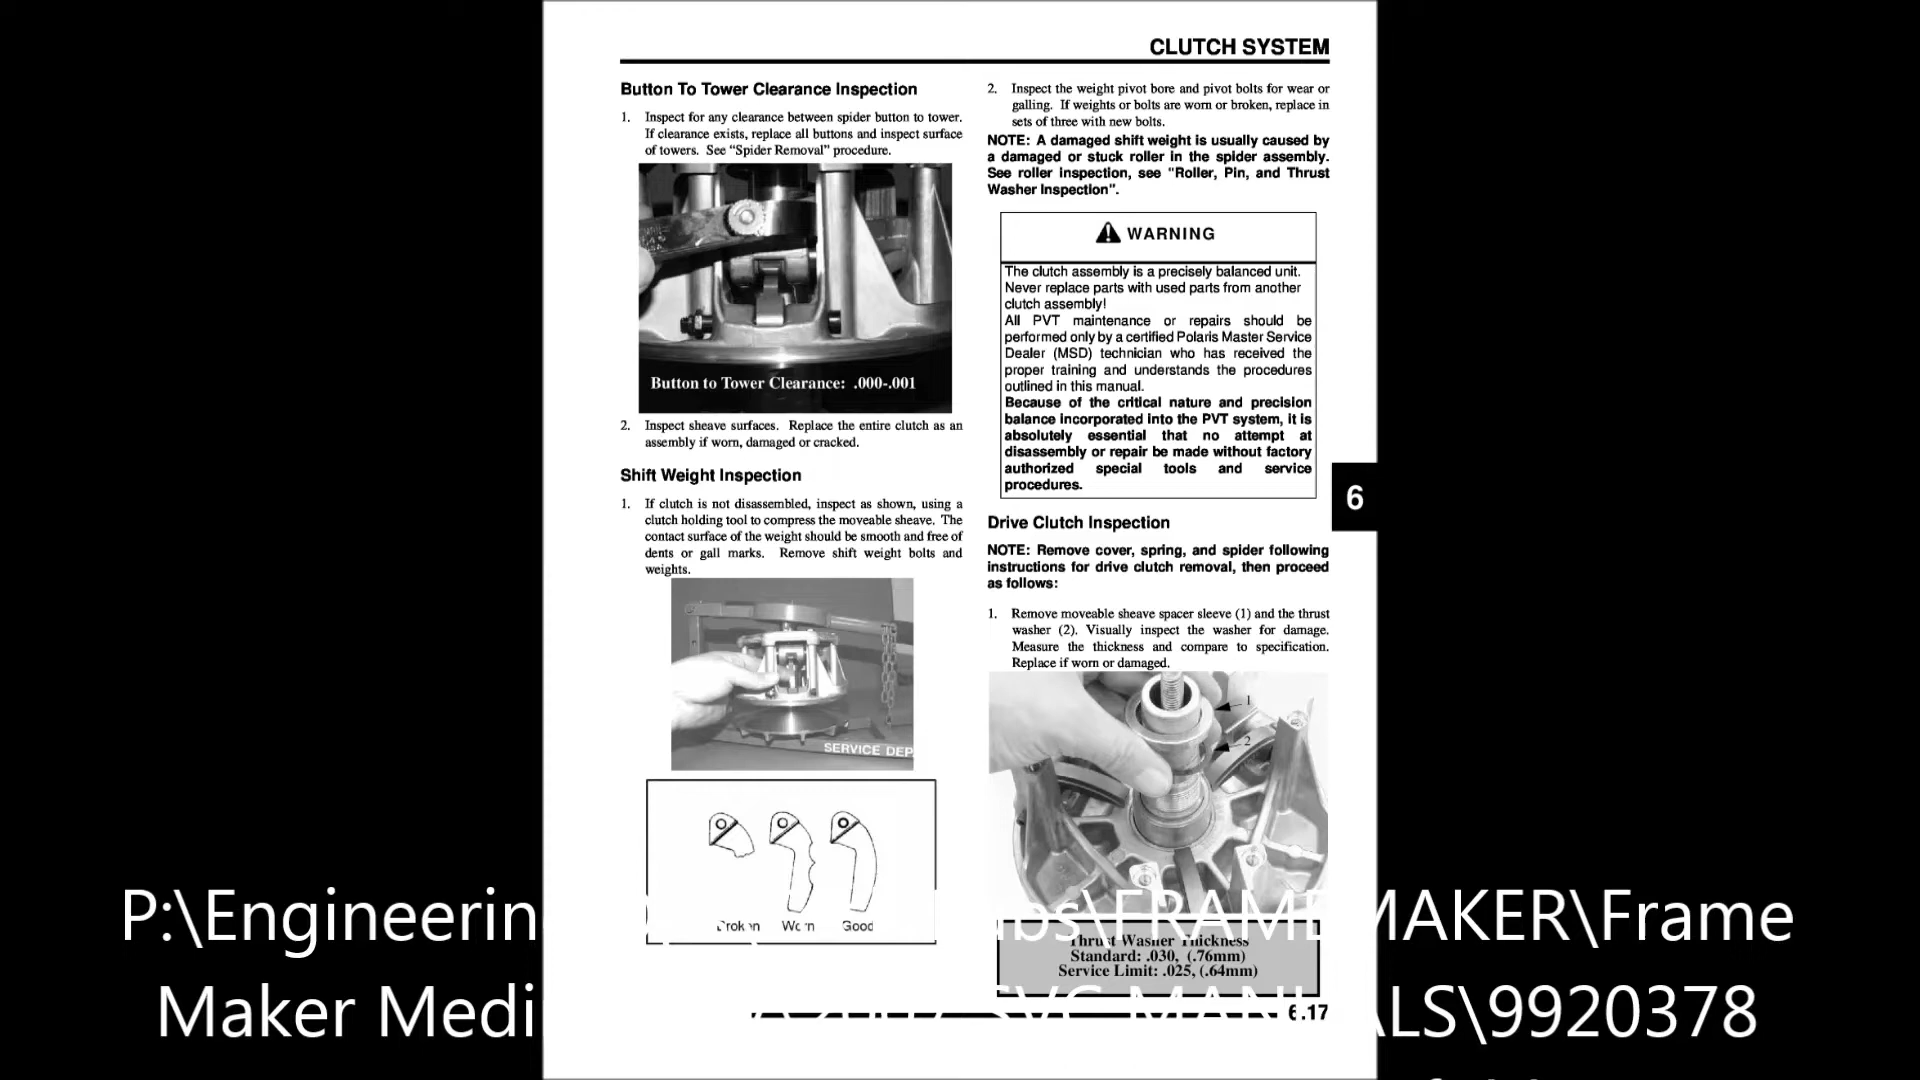 CLUTCH SYSTEM
Button To Tower Clearance Inspection
1. Inspect for any clearance between spider button to tower.
If clearance exists, replace all buttons and inspect surface
of towers. See “Spider Removal” procedure.
Button to Tower Clearance: .000-.001
2. Inspect sheave surfaces. Replace the entire clutch as an
assembly if worn, damaged or cracked.
Shift Weight Inspection
1. If clutch is not disassembled, inspect as shown, using a
clutch holding tool to compress the moveable sheave. The
contact surface of the weight should be smooth and free of
dents or gall marks. Remove shift weight bolts and
weights.
SERVICE DEP
Broken Worn Good
2. Inspect the weight pivot bore and pivot bolts for wear or
galling. If weights or bolts are worn or broken, replace in
sets of three with new bolts.
NOTE: A damaged shift weight is usually caused by
a damaged or stuck roller in the spider assembly.
See roller inspection, see "Roller, Pin, and Thrust
Washer Inspection".
WARNING
The clutch assembly is a precisely balanced unit.
Never replace parts with used parts from another
clutch assembly!
All PVT maintenance or repairs should be
performed only by a certified Polaris Master Service
Dealer (MSD) technician who has received the
proper training and understands the procedures
outlined in this manual.
Because of the critical nature and precision
balance incorporated into the PVT system, it is
absolutely essential that no attempt at
disassembly or repair be made without factory
authorized special tools and service
procedures.
6
Drive Clutch Inspection
NOTE: Remove cover, spring, and spider following
instructions for drive clutch removal, then proceed
as follows:
1. Remove moveable sheave spacer sleeve (1) and the thrust
washer (2). Visually inspect the washer for damage.
Measure the thickness and compare to specification.
Replace if worn or damaged.
1
2
Thrust Washer Thickness
Standard: .030, (.76mm)
Service Limit: .025, (.64mm)
6.17
P:\Engineerin FRAMEMAKER\Frame
Maker Medi SVC MANUALS\9920378